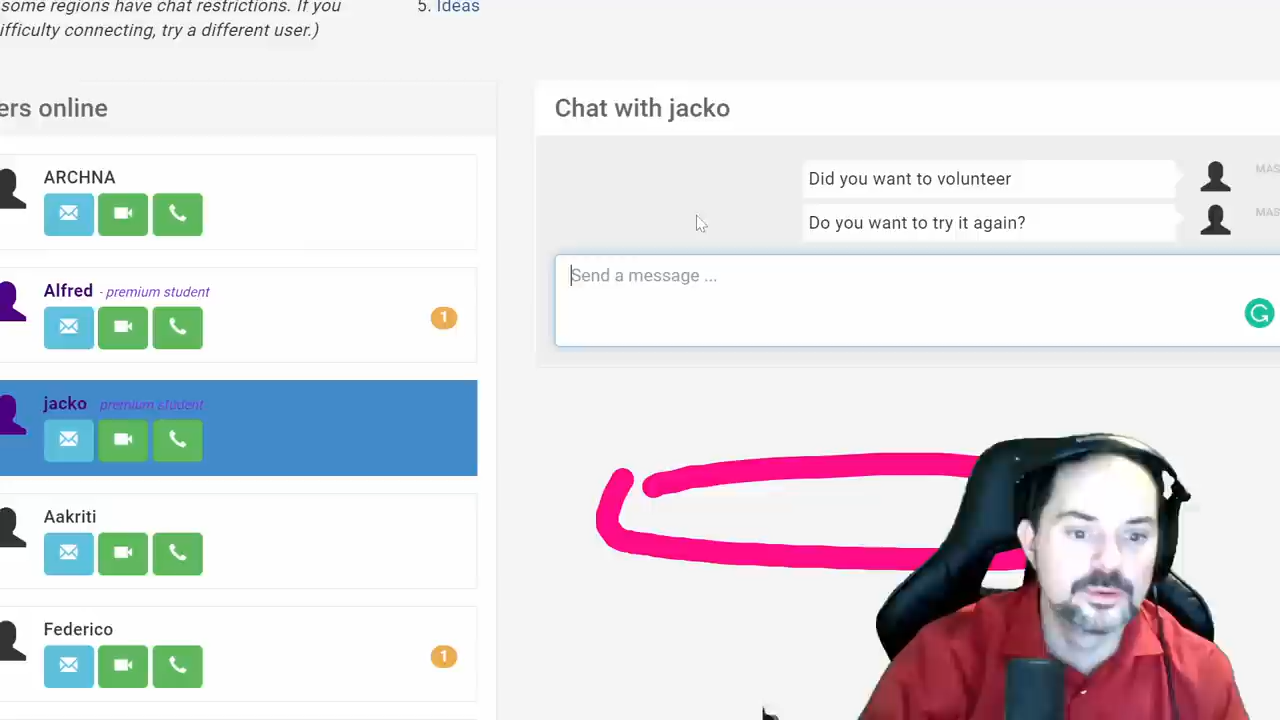 some regions have chat restrictions. If you
ifficulty connecting, try a different user.)
5. Ideas
ers online
ARCHNA
Alfred - premium student
1
jacko - premium student
Aakriti
Federico
1
Chat with jacko
Did you want to volunteer
MAS
Do you want to try it again?
MAS
Send a message ...
G